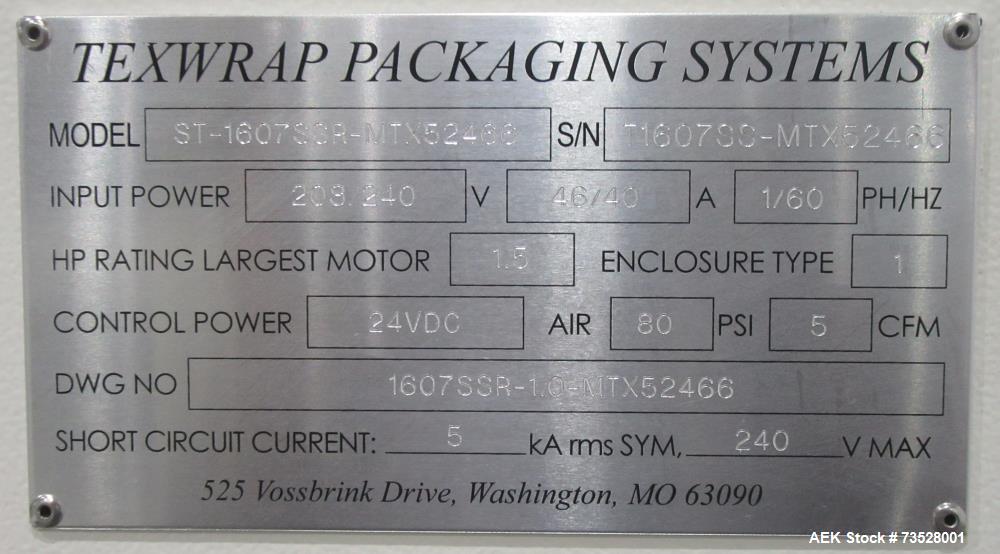 TEXWRAP PACKAGING SYSTEMS
MODEL ST-1607SSR-MTX52466 S/N T1607SS-MTX52466
INPUT POWER 208.240 V 46/40 A 1/60 PH/HZ
HP RATING LARGEST MOTOR 1.5 ENCLOSURE TYPE 1
CONTROL POWER 24VDC AIR 80 PSI 5 CFM
DWG NO 1607SSR-1.0-MTX52466
SHORT CIRCUIT CURRENT: 5 kA rms SYM, 240 V MAX
525 Vossbrink Drive, Washington, MO 63090
AEK Stock # 73528001